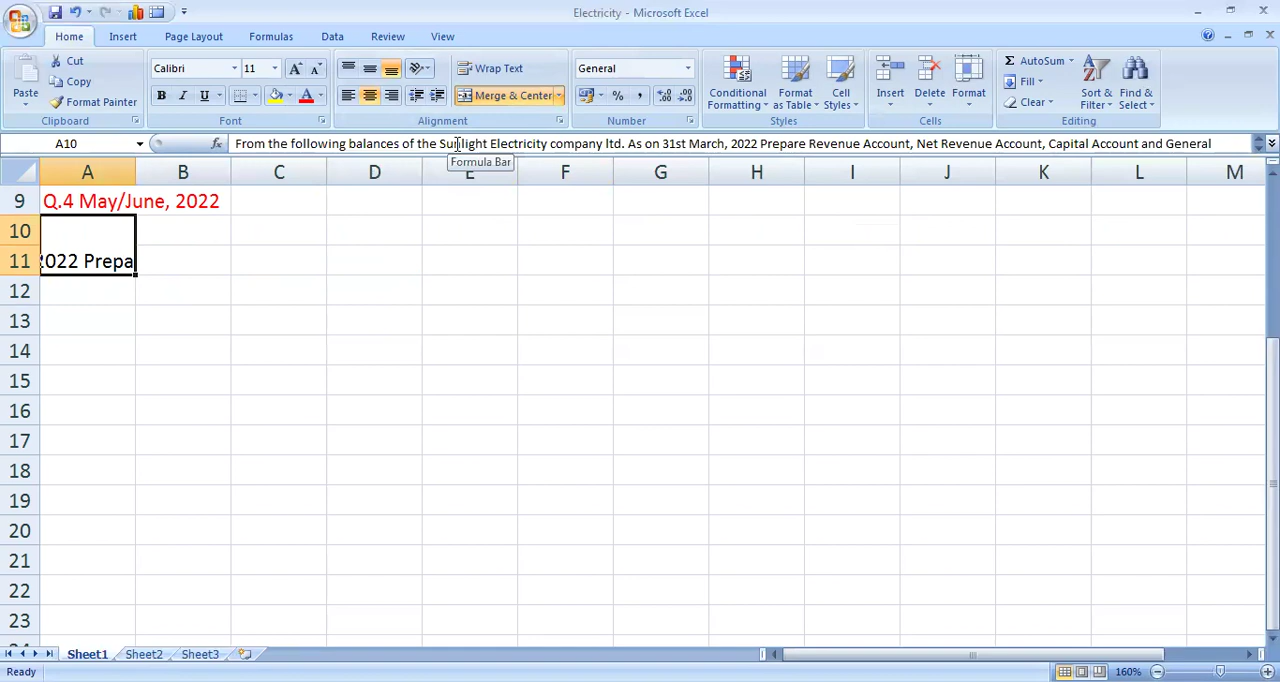 Electricity - Microsoft Excel
Home Insert Page Layout Formulas Data Review View
Cut
Copy
Format Painter
Paste
Clipboard
Calibri 11
B I U
Font
Wrap Text
Merge & Center
Alignment
General
Number
Conditional Formatting
Format as Table
Cell Styles
Styles
Insert Delete Format
Cells
AutoSum
Fill
Clear
Sort & Filter
Find & Select
Editing
A10 fx From the following balances of the Sunlight Electricity company ltd. As on 31st March, 2022 Prepare Revenue Account, Net Revenue Account, Capital Account and General
Formula Bar
A B C D E F G H I J K L M
9 Q.4 May/June, 2022
10
11 2022 Prepa
12
13
14
15
16
17
18
19
20
21
22
23
24
Sheet1 Sheet2 Sheet3
Ready 160%